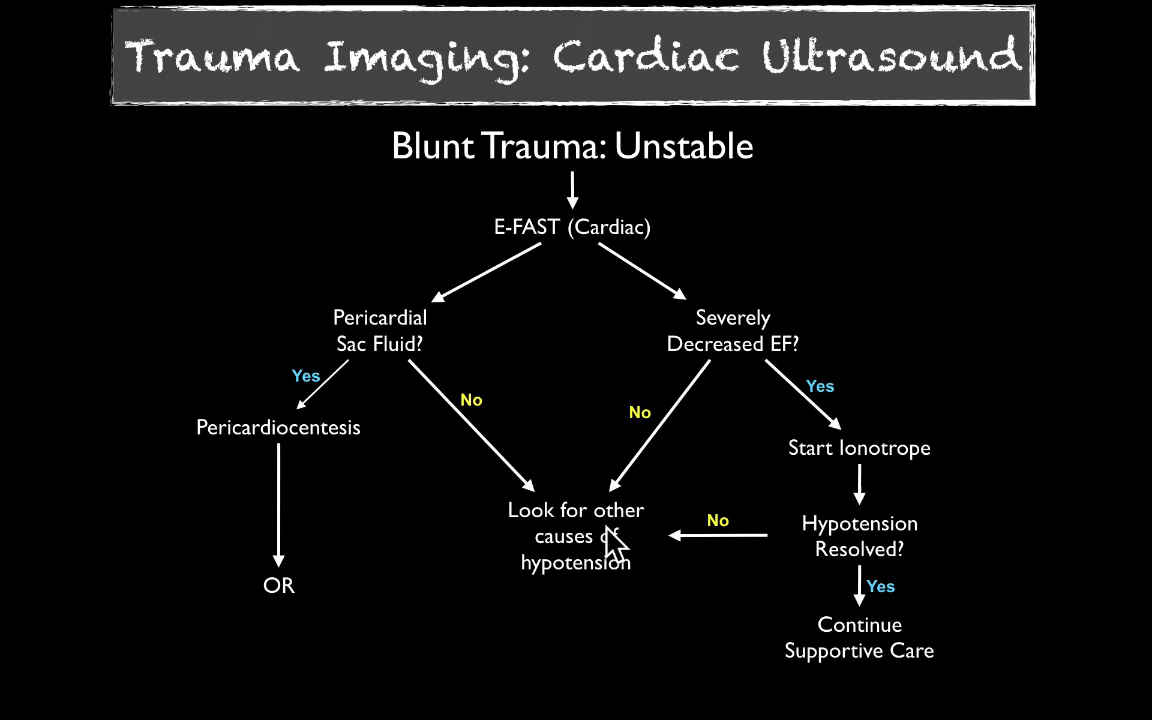 Trauma Imaging: Cardiac Ultrasound
Blunt Trauma: Unstable
E-FAST (Cardiac)
Pericardial
Sac Fluid?
Severely
Decreased EF?
Yes
No
No
Yes
Pericardiocentesis
Start Ionotrope
Look for other
causes of
hypotension
No
Hypotension
Resolved?
OR
Yes
Continue
Supportive Care